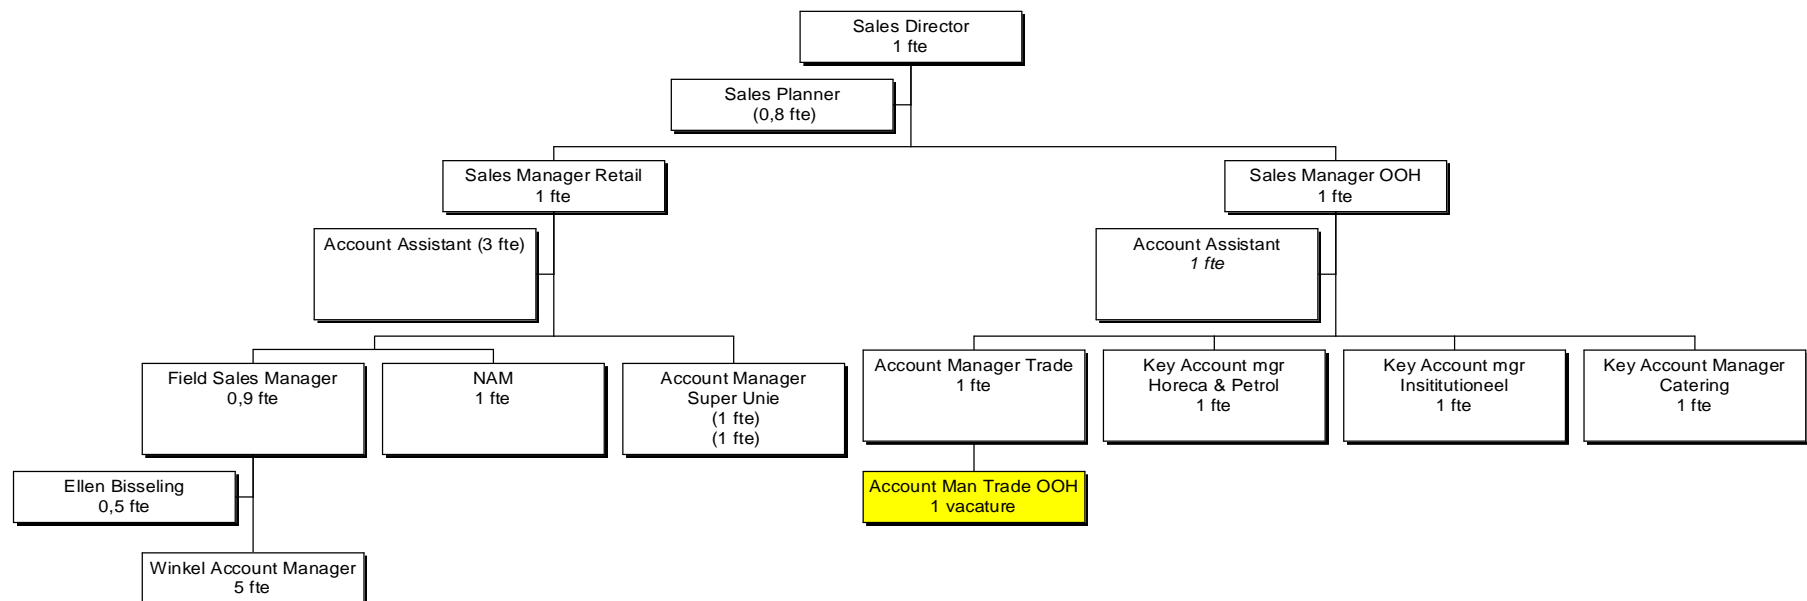 Sales Director
1 fte
Sales Planner
(0,8 fte)
Sales Manager Retail
1 fte
Sales Manager OOH
1 fte
Account Assistant (3 fte)
Account Assistant
1 fte
Field Sales Manager
0,9 fte
NAM
1 fte
Account Manager
Super Unie
(1 fte)
(1 fte)
Account Manager Trade
1 fte
Key Account mgr
Horeca & Petrol
1 fte
Key Account mgr
Insititutioneel
1 fte
Key Account Manager
Catering
1 fte
Ellen Bisseling
0,5 fte
Account Man Trade OOH
1 vacature
Winkel Account Manager
5 fte